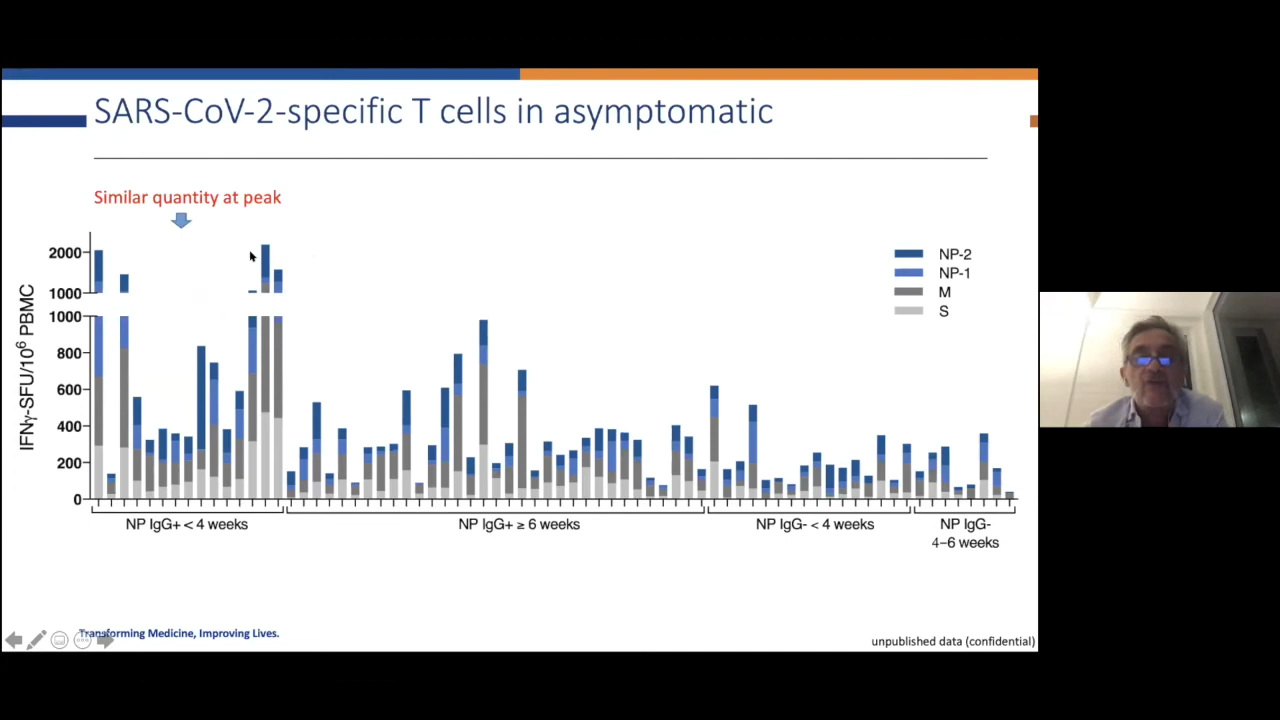 SARS-CoV-2-specific T cells in asymptomatic
Similar quantity at peak
IFNγ-SFU/10⁶ PBMC
2000
1000
1000
800
600
400
200
0
NP-2
NP-1
M
S
NP IgG+ < 4 weeks
NP IgG+ ≥ 6 weeks
NP IgG- < 4 weeks
NP IgG-
4–6 weeks
Transforming Medicine, Improving Lives.
unpublished data (confidential)